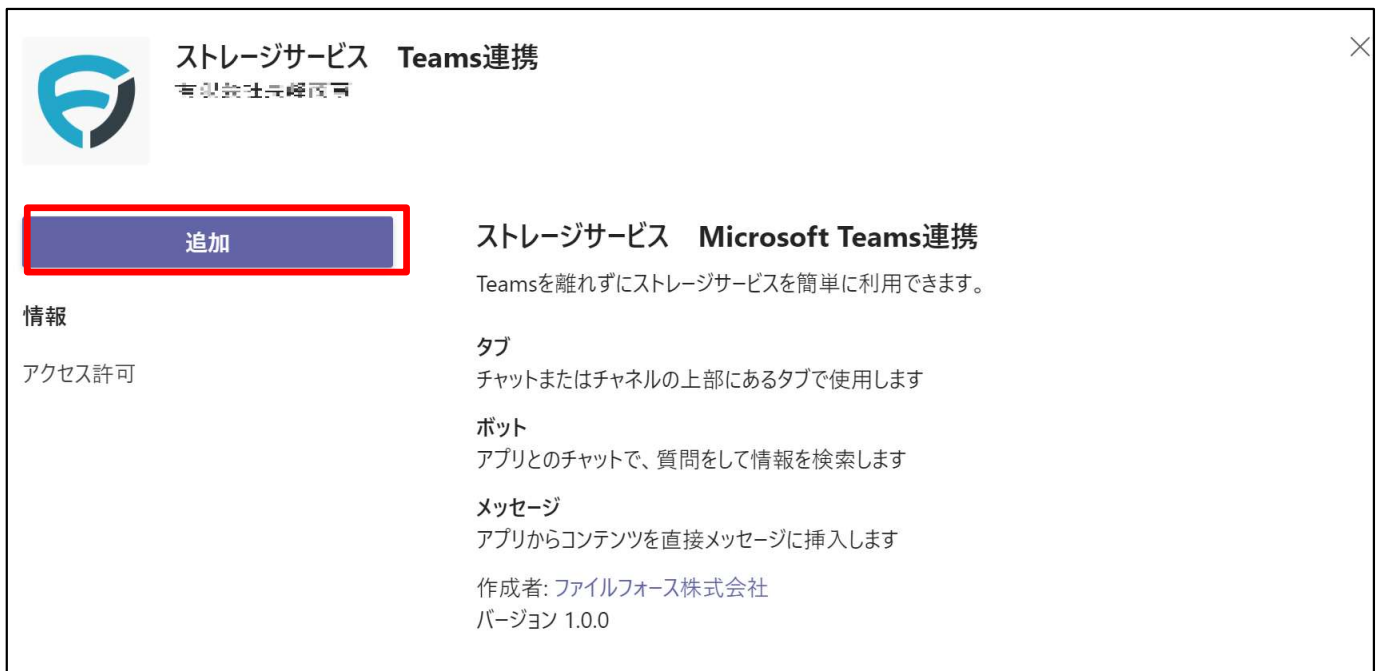 ストレージサービス　Teams連携
追加
情報
アクセス許可
ストレージサービス　Microsoft Teams連携
Teamsを離れずにストレージサービスを簡単に利用できます。
タブ
チャットまたはチャネルの上部にあるタブで使用します
ボット
アプリとのチャットで、質問をして情報を検索します
メッセージ
アプリからコンテンツを直接メッセージに挿入します
作成者: ファイルフォース株式会社
バージョン 1.0.0